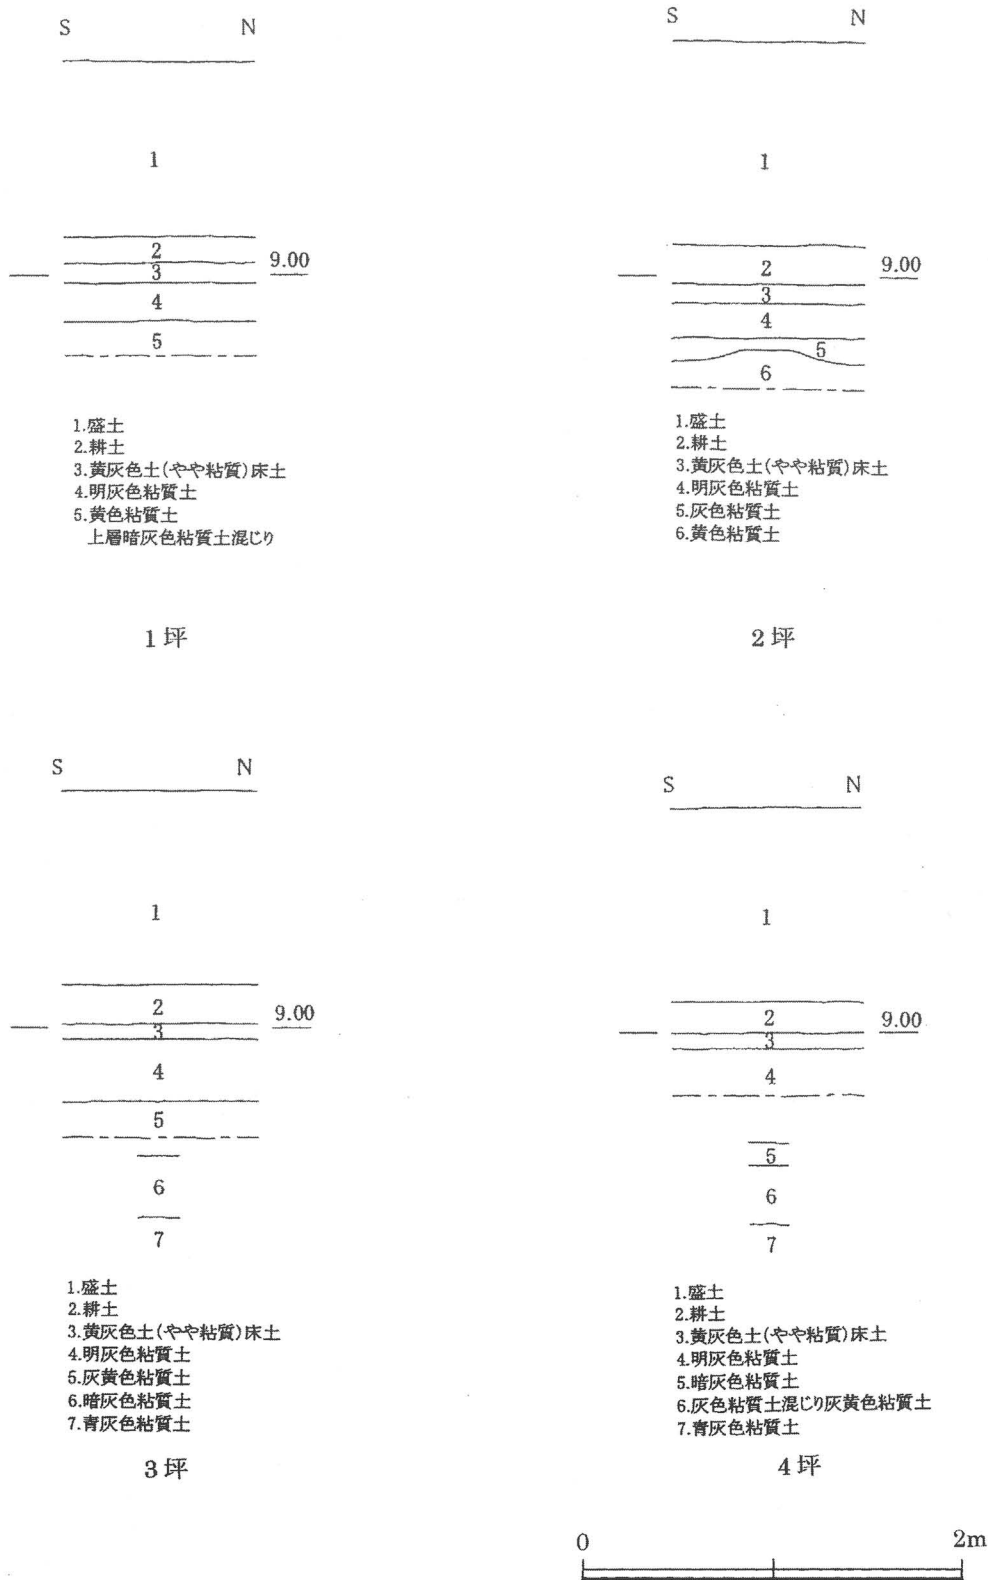 S N
1
2
3
9.00
4
5
1.盛土
2.耕土
3.黄灰色土(やや粘質)床土
4.明灰色粘質土
5.黄色粘質土
上層暗灰色粘質土混じり
1坪
S N
1
2
9.00
3
4
5
6
1.盛土
2.耕土
3.黄灰色土(やや粘質)床土
4.明灰色粘質土
5.灰色粘質土
6.黄色粘質土
2坪
S N
1
2
9.00
3
4
5
6
7
1.盛土
2.耕土
3.黄灰色土(やや粘質)床土
4.明灰色粘質土
5.灰黄色粘質土
6.暗灰色粘質土
7.青灰色粘質土
3坪
S N
1
2
9.00
3
4
5
6
7
1.盛土
2.耕土
3.黄灰色土(やや粘質)床土
4.明灰色粘質土
5.暗灰色粘質土
6.灰色粘質土混じり灰黄色粘質土
7.青灰色粘質土
4坪
0 2m